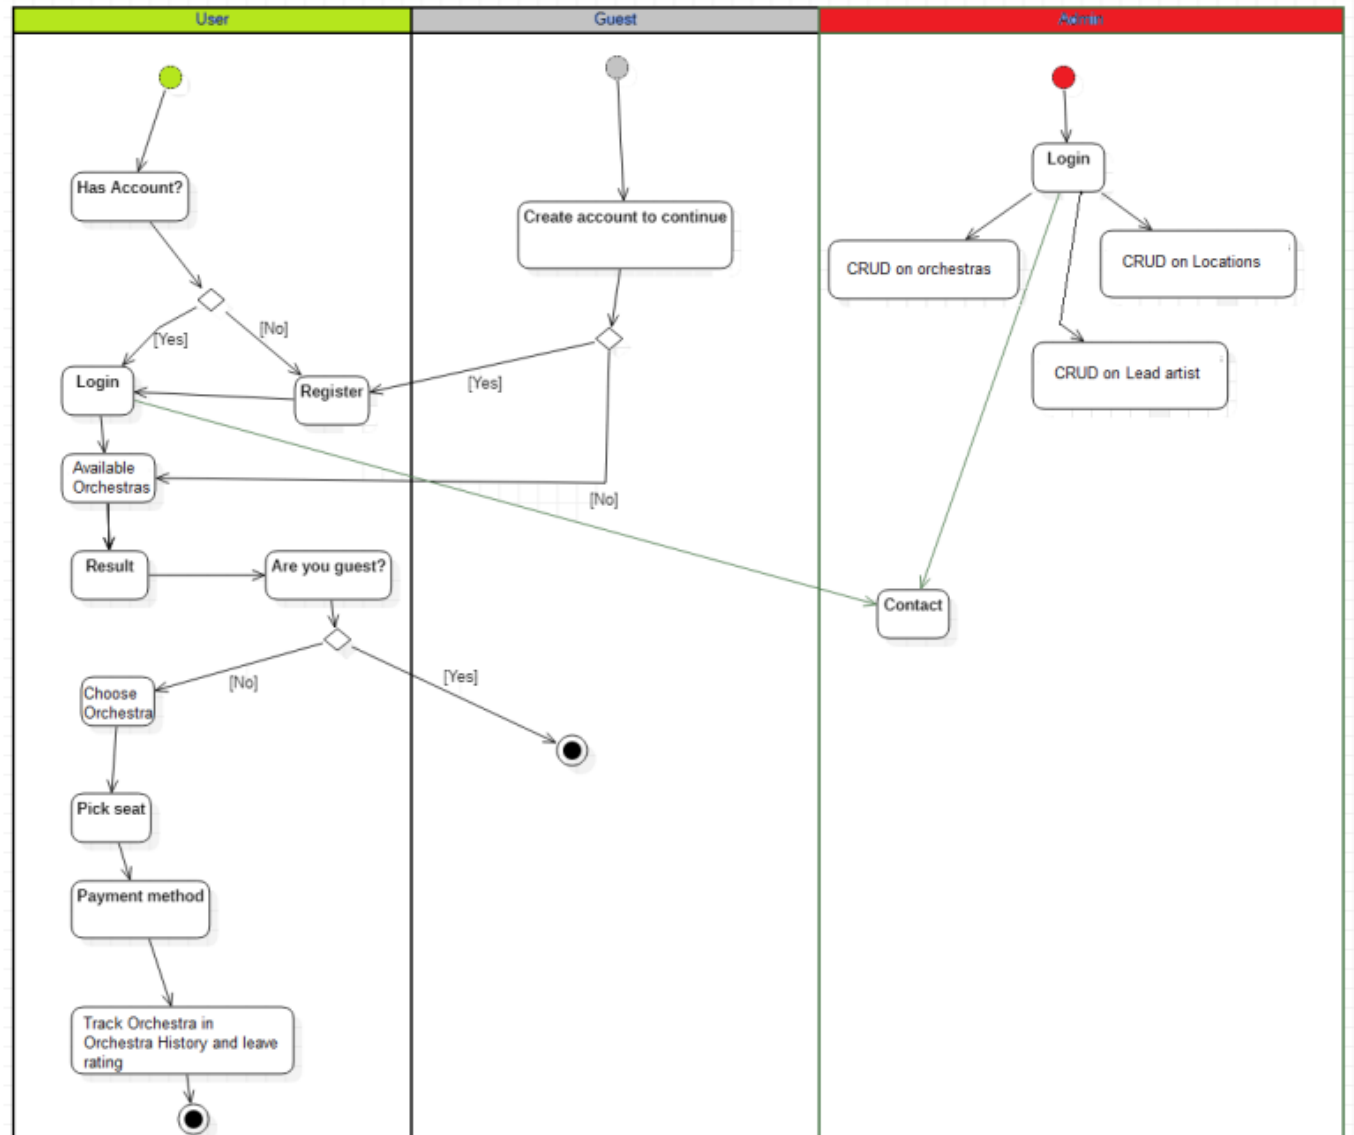 User
Guest
Admin
Has Account?
[Yes]
[No]
Login
Register
Available
Orchestras
Result
Are you guest?
[No]
[Yes]
Choose
Orchestra
Pick seat
Payment method
Track Orchestra in
Orchestra History and leave
rating
Create account to continue
[Yes]
[No]
Login
CRUD on orchestras
CRUD on Locations
CRUD on Lead artist
Contact